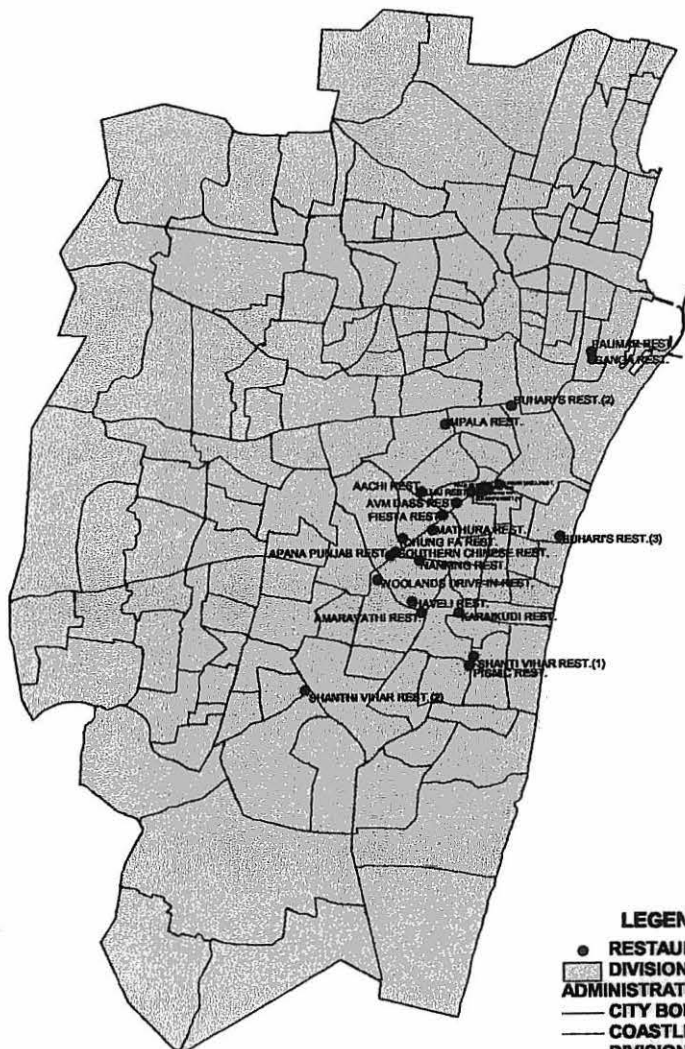 PALIMAR REST.
GANGA REST.
BUHARI'S REST.(2)
IMPALA REST.
AACHI REST.
AVM DASS REST.
FIESTA REST.
MATHURA REST.
CHUNG FA REST.
BUHARI'S REST.(3)
APANA PUNJAB REST.
SOUTHERN CHINESE REST.
NANKING REST.
WOOLANDS DRIVE-IN-REST.
HAVELI REST.
AMARAVATHI REST.
KARAIKUDI REST.
SHANTI VIHAR REST.(1)
PISMIC REST.
SHANTHI VIHAR REST.(2)
LEGEN
RESTAU
DIVISION
ADMINISTRAT
CITY BO
COASTL
DIVISION